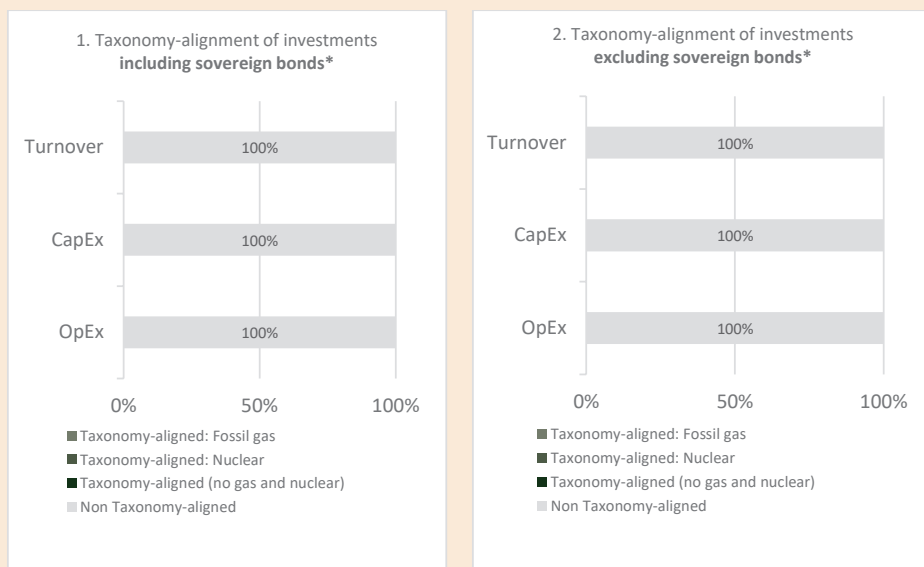 1. Taxonomy-alignment of investments
including sovereign bonds*
Turnover
100%
CapEx
100%
OpEx
100%
0%
50%
100%
Taxonomy-aligned: Fossil gas
Taxonomy-aligned: Nuclear
Taxonomy-aligned (no gas and nuclear)
Non Taxonomy-aligned
2. Taxonomy-alignment of investments
excluding sovereign bonds*
Turnover
100%
CapEx
100%
OpEx
100%
0%
50%
100%
Taxonomy-aligned: Fossil gas
Taxonomy-aligned: Nuclear
Taxonomy-aligned (no gas and nuclear)
Non Taxonomy-aligned